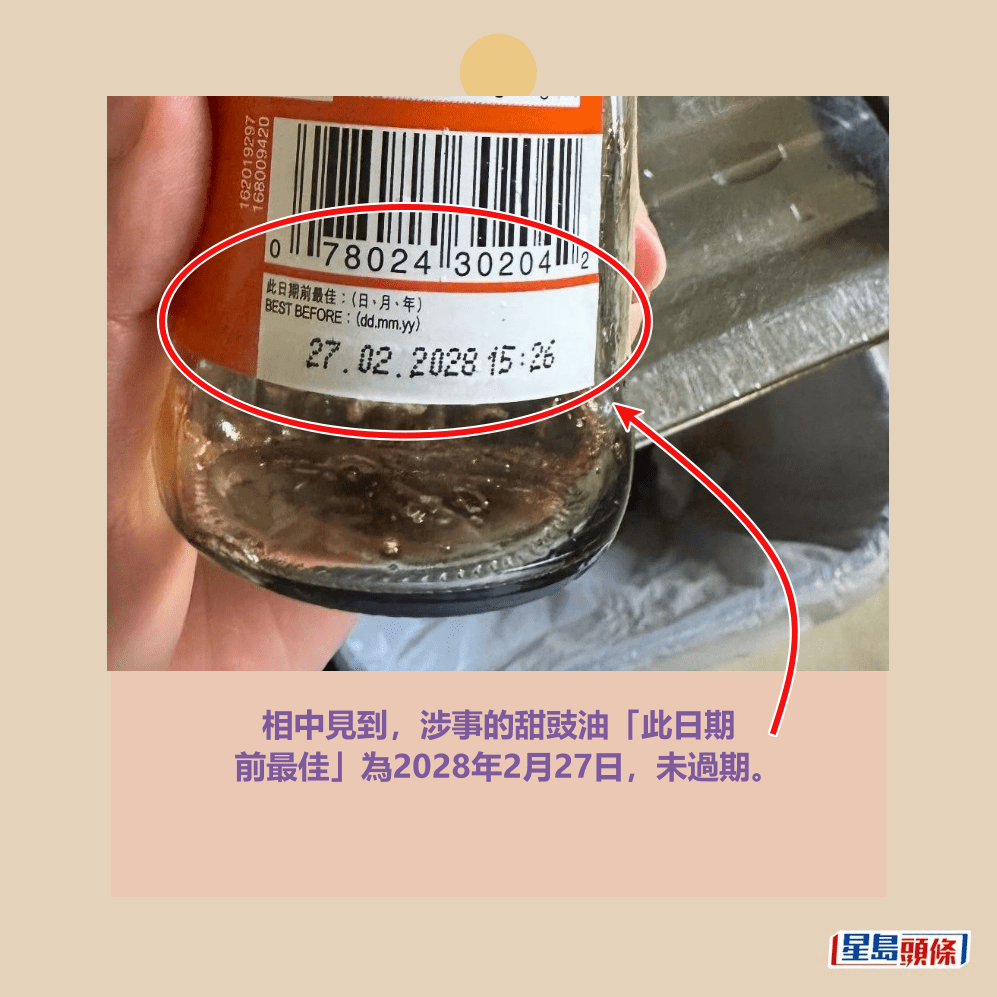 162019297
168009420
0 78024 30204 2
此日期前最佳：(日、月、年)
BEST BEFORE : (dd.mm.yy)
27.02.2028 15:26
相中見到，涉事的甜豉油「此日期
前最佳」為2028年2月27日，未過期。
星島頭條